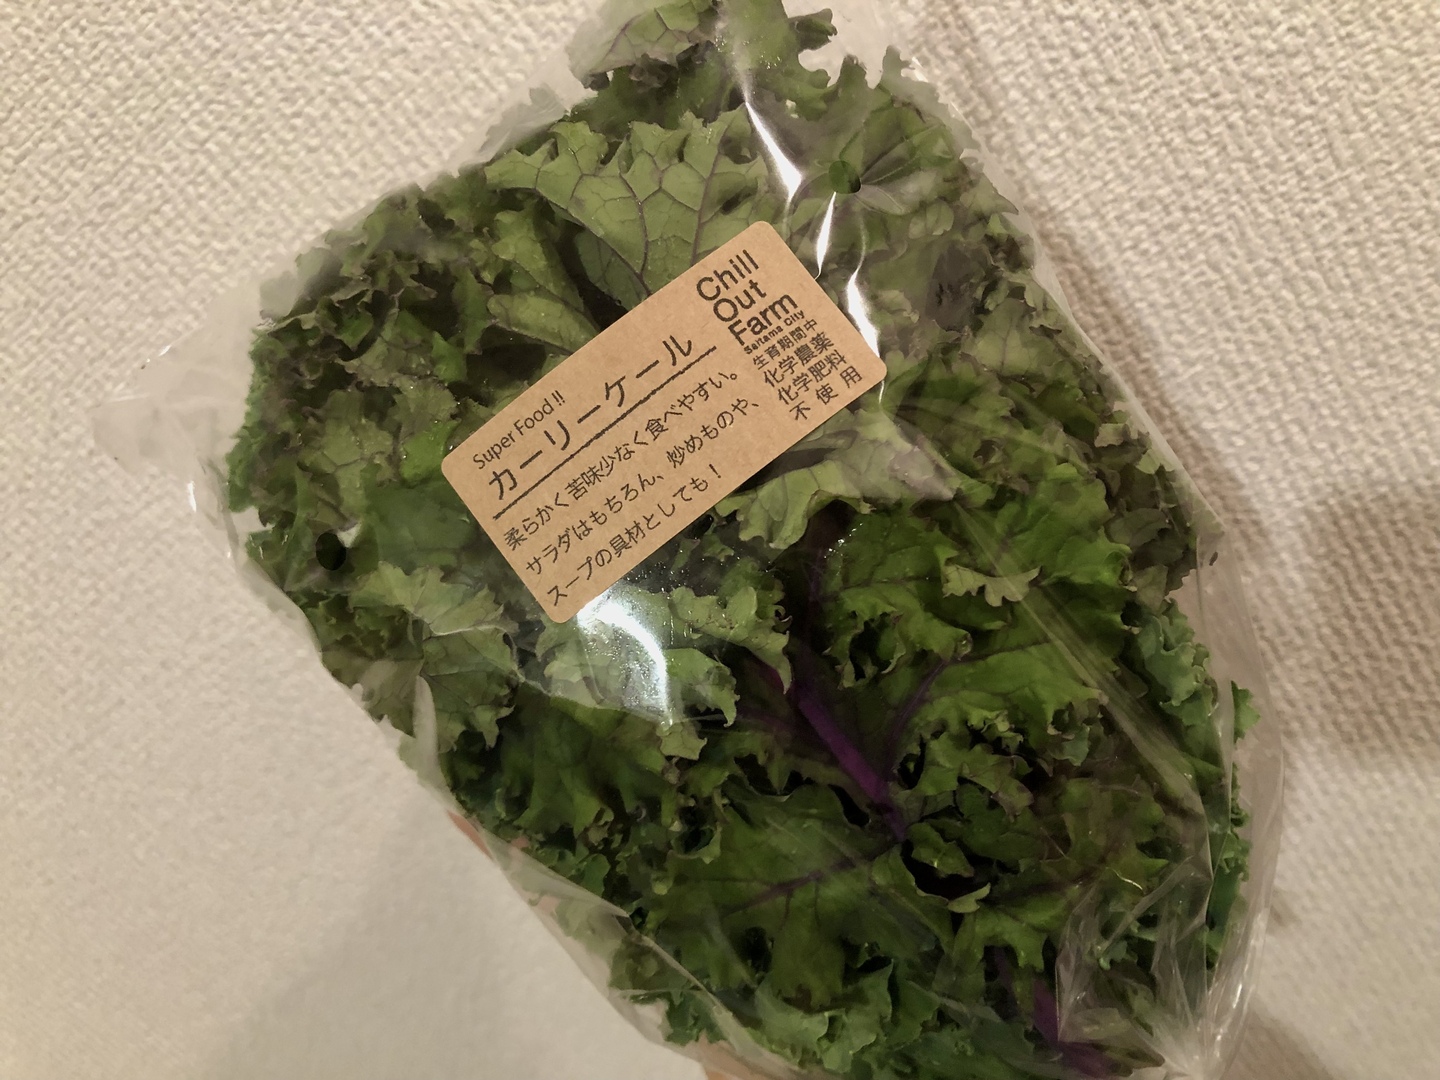 Super Food !!
カーリーケール
柔らかく苦味少なく食べやすい。
サラダはもちろん、炒めものや、
スープの具材としても！
Chill
Out
Farm
Saitama City
生育期間中
化学農薬
化学肥料
不使用